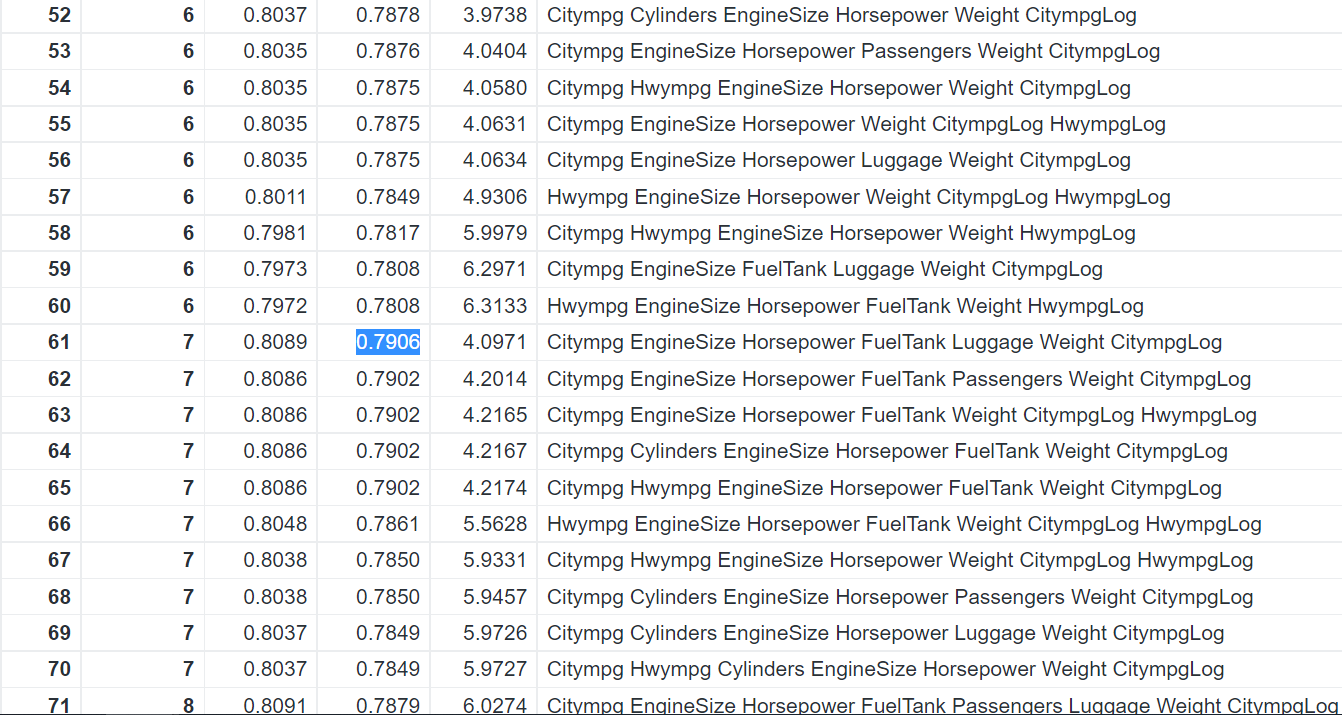 52 6 0.8037 0.7878 3.9738 Citympg Cylinders EngineSize Horsepower Weight CitympgLog
53 6 0.8035 0.7876 4.0404 Citympg EngineSize Horsepower Passengers Weight CitympgLog
54 6 0.8035 0.7875 4.0580 Citympg Hwympg EngineSize Horsepower Weight CitympgLog
55 6 0.8035 0.7875 4.0631 Citympg EngineSize Horsepower Weight CitympgLog HwympgLog
56 6 0.8035 0.7875 4.0634 Citympg EngineSize Horsepower Luggage Weight CitympgLog
57 6 0.8011 0.7849 4.9306 Hwympg EngineSize Horsepower Weight CitympgLog HwympgLog
58 6 0.7981 0.7817 5.9979 Citympg Hwympg EngineSize Horsepower Weight HwympgLog
59 6 0.7973 0.7808 6.2971 Citympg EngineSize FuelTank Luggage Weight CitympgLog
60 6 0.7972 0.7808 6.3133 Hwympg EngineSize Horsepower FuelTank Weight HwympgLog
61 7 0.8089 0.7906 4.0971 Citympg EngineSize Horsepower FuelTank Luggage Weight CitympgLog
62 7 0.8086 0.7902 4.2014 Citympg EngineSize Horsepower FuelTank Passengers Weight CitympgLog
63 7 0.8086 0.7902 4.2165 Citympg EngineSize Horsepower FuelTank Weight CitympgLog HwympgLog
64 7 0.8086 0.7902 4.2167 Citympg Cylinders EngineSize Horsepower FuelTank Weight CitympgLog
65 7 0.8086 0.7902 4.2174 Citympg Hwympg EngineSize Horsepower FuelTank Weight CitympgLog
66 7 0.8048 0.7861 5.5628 Hwympg EngineSize Horsepower FuelTank Weight CitympgLog HwympgLog
67 7 0.8038 0.7850 5.9331 Citympg Hwympg EngineSize Horsepower Weight CitympgLog HwympgLog
68 7 0.8038 0.7850 5.9457 Citympg Cylinders EngineSize Horsepower Passengers Weight CitympgLog
69 7 0.8037 0.7849 5.9726 Citympg Cylinders EngineSize Horsepower Luggage Weight CitympgLog
70 7 0.8037 0.7849 5.9727 Citympg Hwympg Cylinders EngineSize Horsepower Weight CitympgLog
71 8 0.8091 0.7879 6.0274 Citympg EngineSize Horsepower FuelTank Passengers Luggage Weight CitympgLog